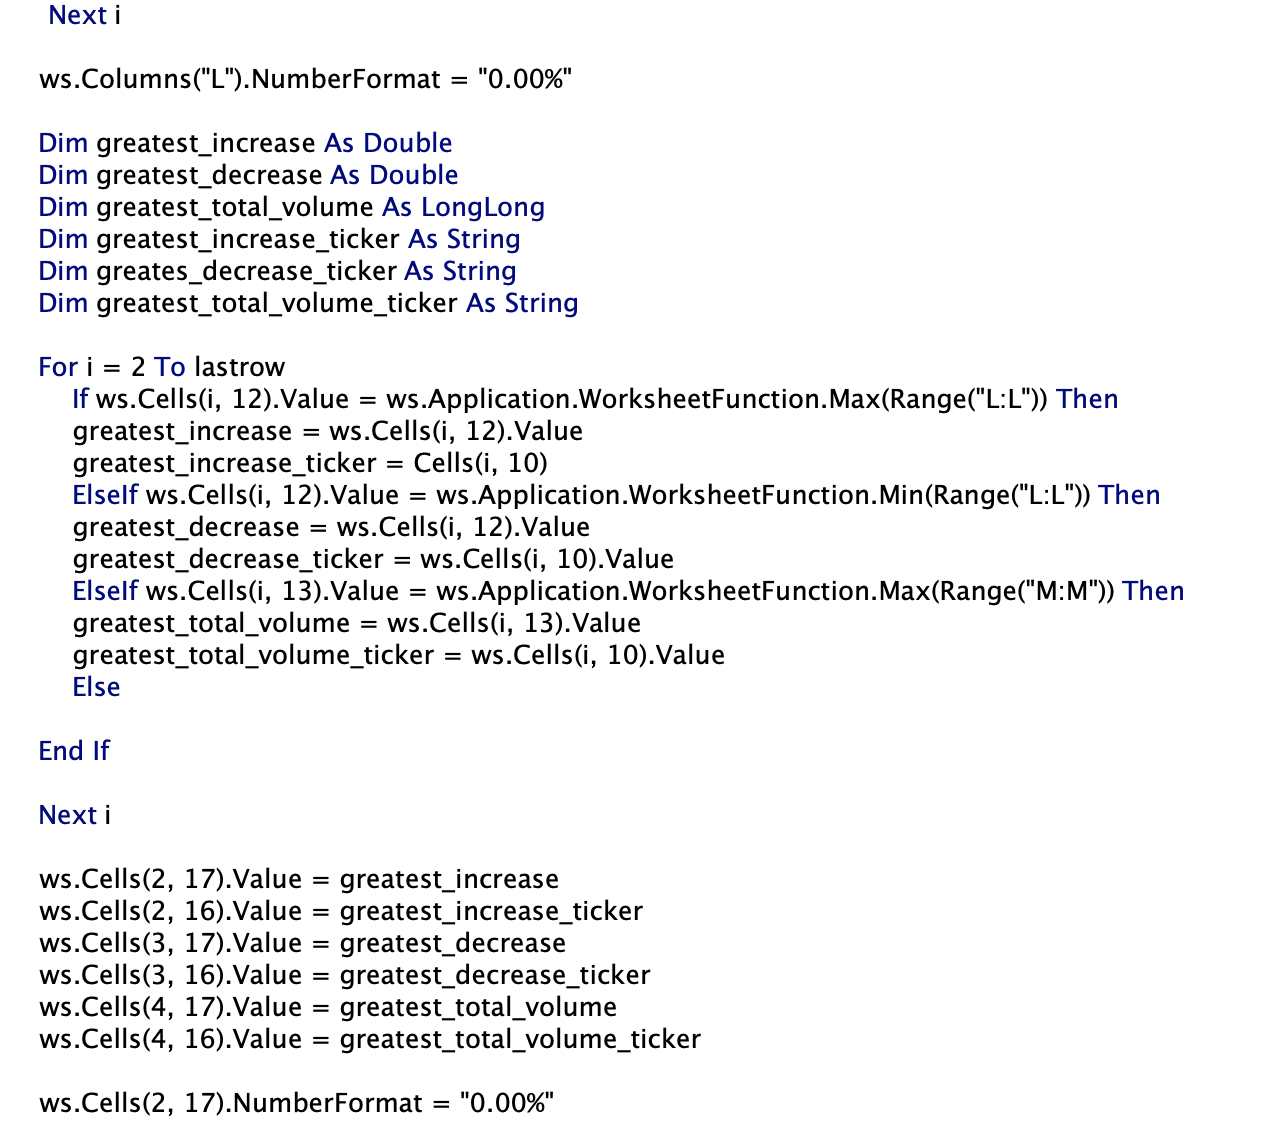 Next i
ws.Columns("L").NumberFormat = "0.00%"
Dim greatest_increase As Double
Dim greatest_decrease As Double
Dim greatest_total_volume As LongLong
Dim greatest_increase_ticker As String
Dim greates_decrease_ticker As String
Dim greatest_total_volume_ticker As String
For i = 2 To lastrow
If ws.Cells(i, 12).Value = ws.Application.WorksheetFunction.Max(Range("L:L")) Then
greatest_increase = ws.Cells(i, 12).Value
greatest_increase_ticker = Cells(i, 10)
ElseIf ws.Cells(i, 12).Value = ws.Application.WorksheetFunction.Min(Range("L:L")) Then
greatest_decrease = ws.Cells(i, 12).Value
greatest_decrease_ticker = ws.Cells(i, 10).Value
ElseIf ws.Cells(i, 13).Value = ws.Application.WorksheetFunction.Max(Range("M:M")) Then
greatest_total_volume = ws.Cells(i, 13).Value
greatest_total_volume_ticker = ws.Cells(i, 10).Value
Else
End If
Next i
ws.Cells(2, 17).Value = greatest_increase
ws.Cells(2, 16).Value = greatest_increase_ticker
ws.Cells(3, 17).Value = greatest_decrease
ws.Cells(3, 16).Value = greatest_decrease_ticker
ws.Cells(4, 17).Value = greatest_total_volume
ws.Cells(4, 16).Value = greatest_total_volume_ticker
ws.Cells(2, 17).NumberFormat = "0.00%"